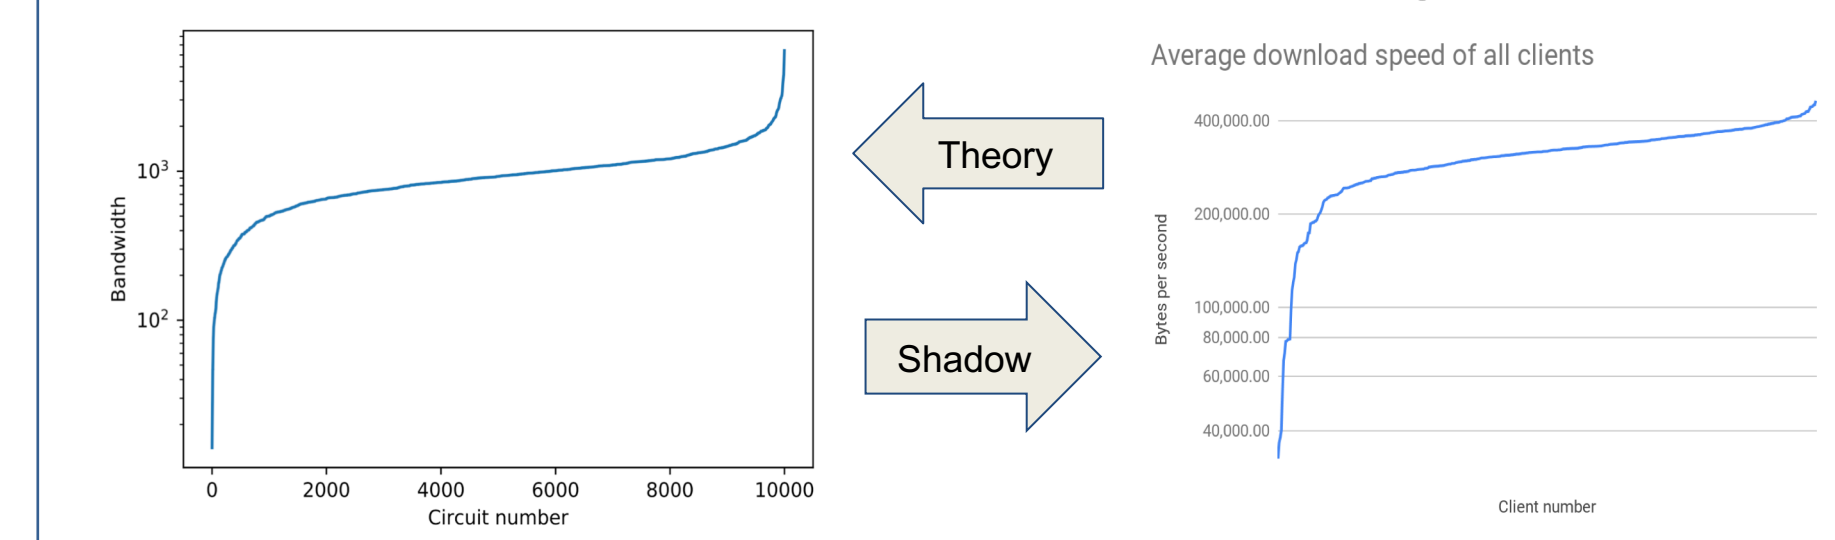 10³
10²
Bandwidth
0 2000 4000 6000 8000 10000
Circuit number
Theory
Shadow
Average download speed of all clients
400,000.00
200,000.00
100,000.00
80,000.00
60,000.00
40,000.00
Bytes per second
Client number